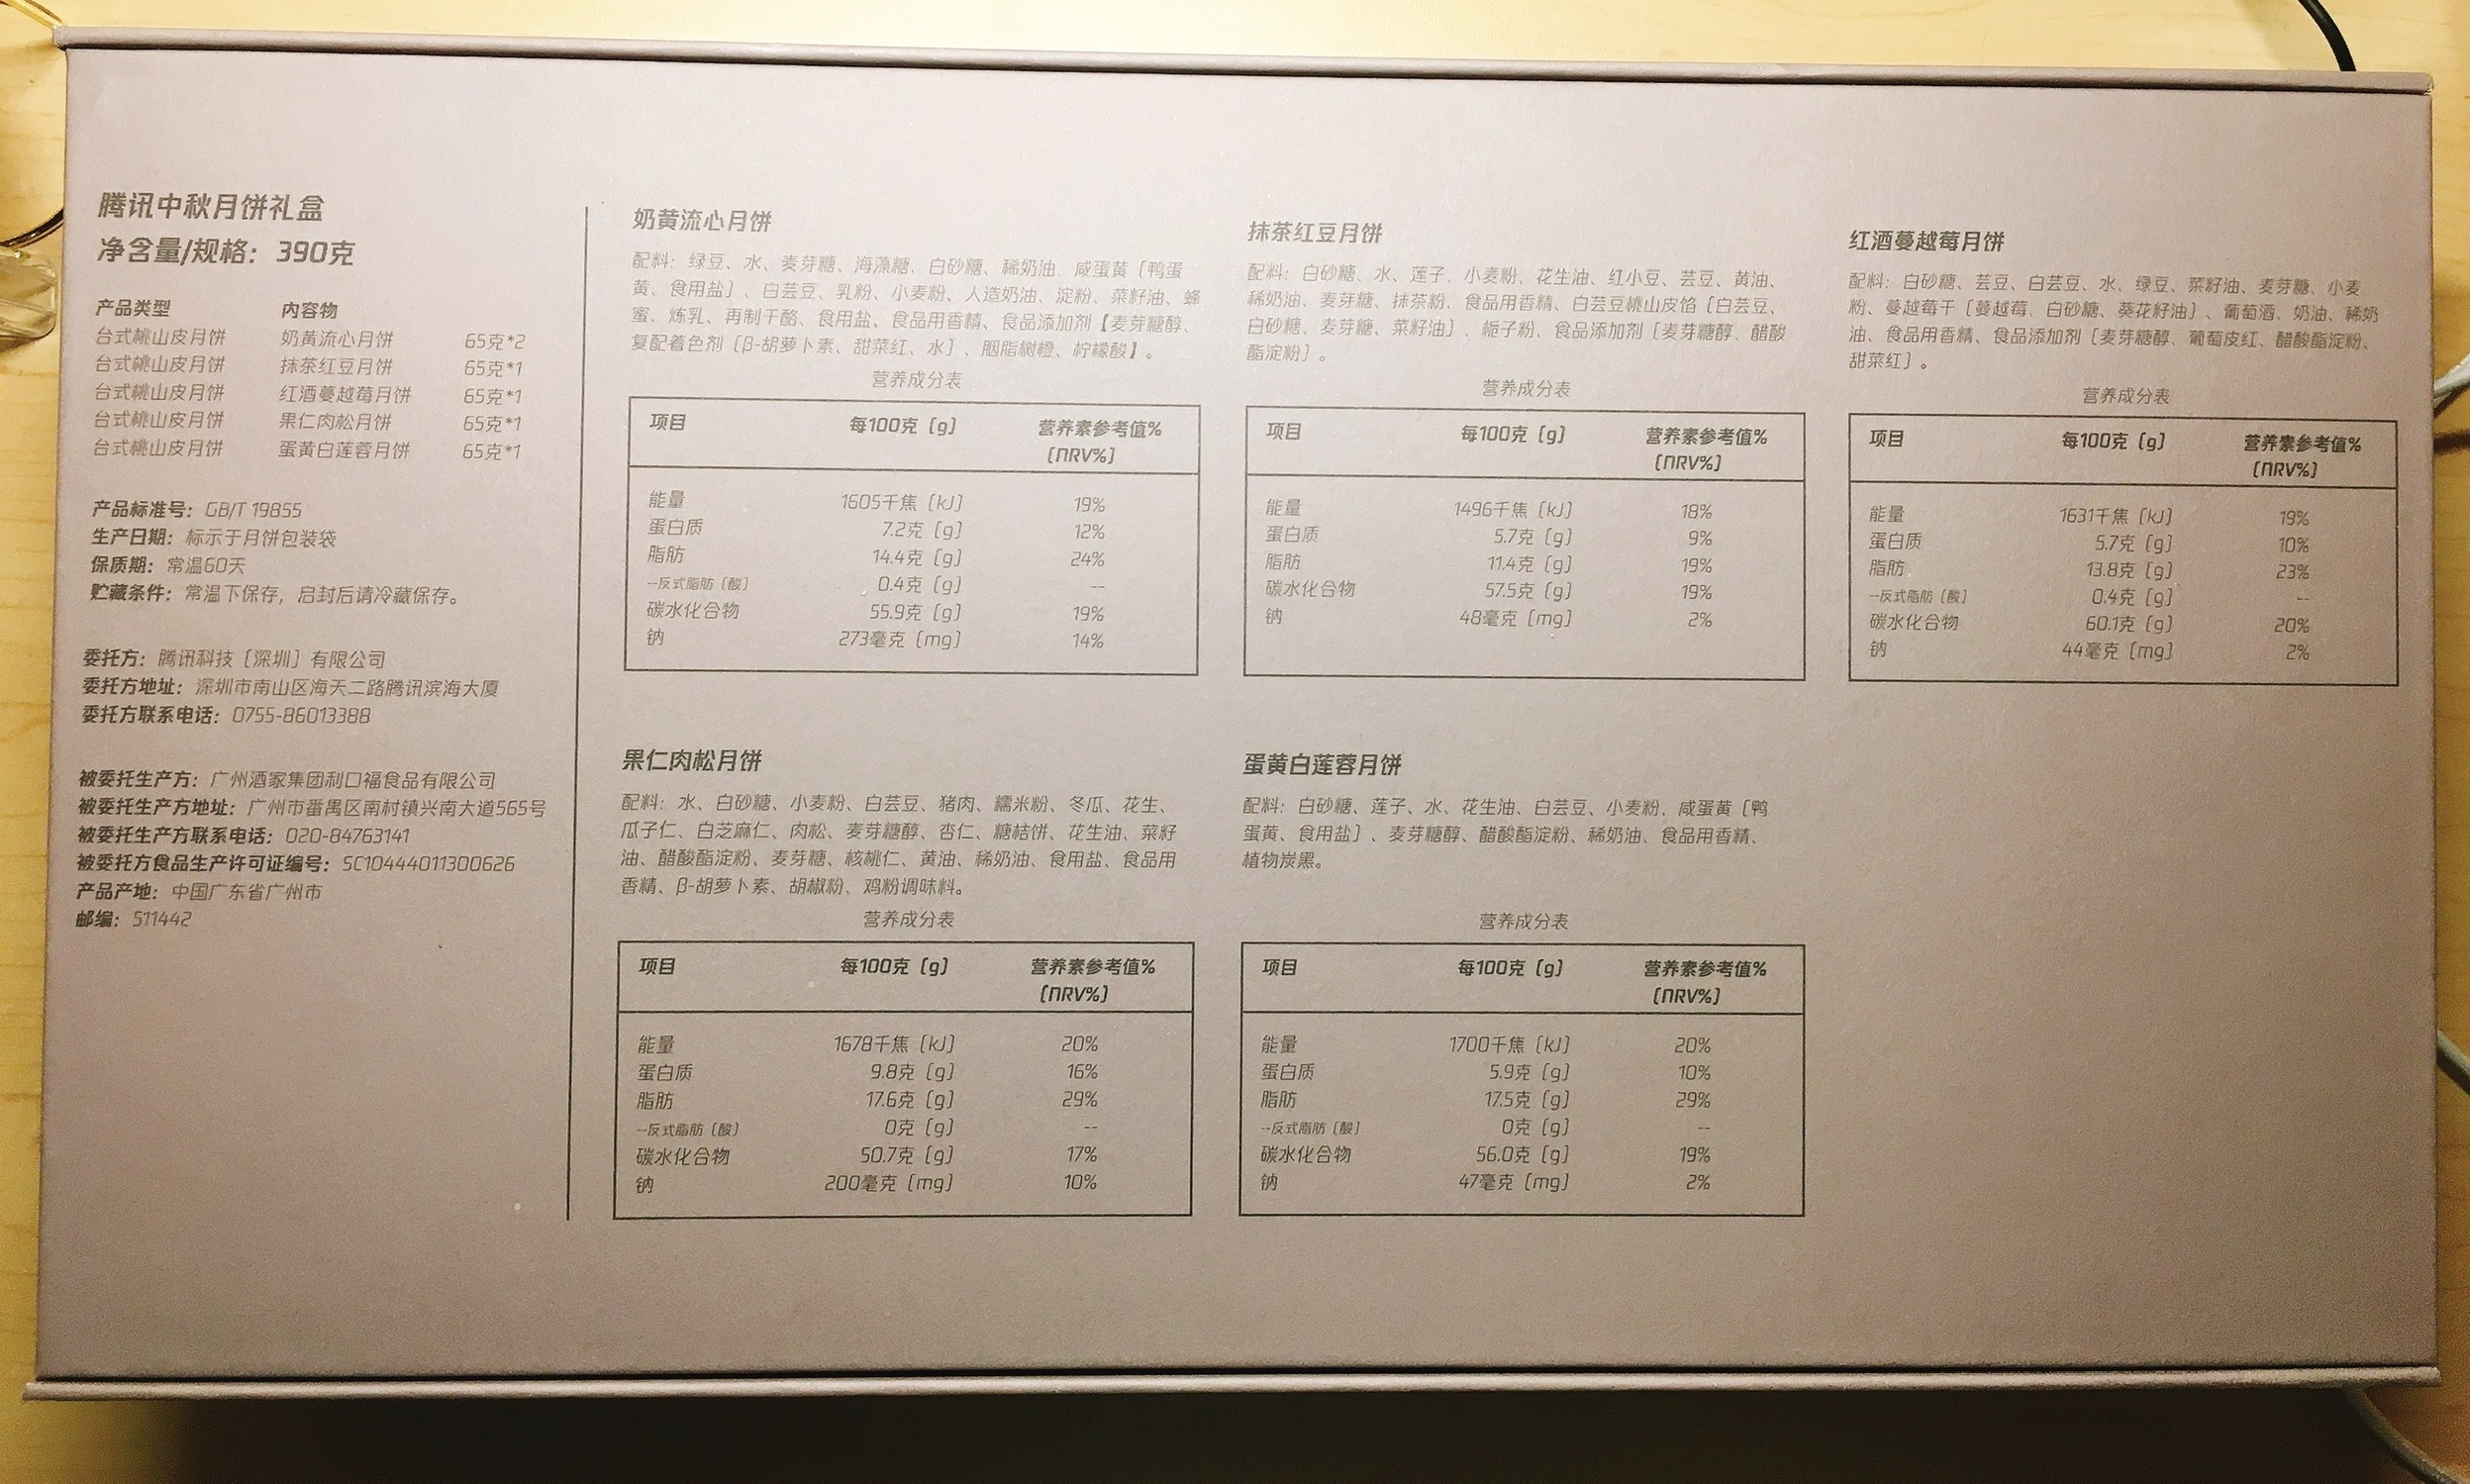 腾讯中秋月饼礼盒
净含量/规格：390克
产品类型 内容物
台式桃山皮月饼 奶黄流心月饼 65克*2
台式桃山皮月饼 抹茶红豆月饼 65克*1
台式桃山皮月饼 红酒蔓越莓月饼 65克*1
台式桃山皮月饼 果仁肉松月饼 65克*1
台式桃山皮月饼 蛋黄白莲蓉月饼 65克*1
产品标准号：GB/T 19855
生产日期：标示于月饼包装袋
保质期：常温60天
贮藏条件：常温下保存，启封后请冷藏保存。
委托方：腾讯科技（深圳）有限公司
委托方地址：深圳市南山区海天二路腾讯滨海大厦
委托方联系电话：0755-86013388
被委托生产方：广州酒家集团利口福食品有限公司
被委托生产方地址：广州市番禺区南村镇兴南大道565号
被委托生产方联系电话：020-84763141
被委托方食品生产许可证编号：SC10444011300626
产品产地：中国广东省广州市
邮编：511442
奶黄流心月饼
配料：绿豆、水、麦芽糖、海藻糖、白砂糖、稀奶油、咸蛋黄（鸭蛋
黄、食用盐）、白芸豆、乳粉、小麦粉、人造奶油、淀粉、菜籽油、蜂
蜜、炼乳、再制干酪、食用盐、食品用香精、食品添加剂【麦芽糖醇、
复配着色剂（β-胡萝卜素、甜菜红、水）、胭脂树橙、柠檬酸】。
营养成分表
项目 每100克（g） 营养素参考值%
（NRV%）
能量 1605千焦（kJ） 19%
蛋白质 7.2克（g） 12%
脂肪 14.4克（g） 24%
--反式脂肪（酸） 0.4克（g） --
碳水化合物 55.9克（g） 19%
钠 273毫克（mg） 14%
抹茶红豆月饼
配料：白砂糖、水、莲子、小麦粉、花生油、红小豆、芸豆、黄油、
稀奶油、麦芽糖、抹茶粉、食品用香精、白芸豆桃山皮馅（白芸豆、
白砂糖、麦芽糖、菜籽油）、栀子粉、食品添加剂（麦芽糖醇、醋酸
酯淀粉）。
营养成分表
项目 每100克（g） 营养素参考值%
（NRV%）
能量 1496千焦（kJ） 18%
蛋白质 5.7克（g） 9%
脂肪 11.4克（g） 19%
碳水化合物 57.5克（g） 19%
钠 48毫克（mg） 2%
红酒蔓越莓月饼
配料：白砂糖、芸豆、白芸豆、水、绿豆、菜籽油、麦芽糖、小麦
粉、蔓越莓干（蔓越莓、白砂糖、葵花籽油）、葡萄酒、奶油、稀奶
油、食品用香精、食品添加剂（麦芽糖醇、葡萄皮红、醋酸酯淀粉、
甜菜红）。
营养成分表
项目 每100克（g） 营养素参考值%
（NRV%）
能量 1631千焦（kJ） 19%
蛋白质 5.7克（g） 10%
脂肪 13.8克（g） 23%
--反式脂肪（酸） 0.4克（g） --
碳水化合物 60.1克（g） 20%
钠 44毫克（mg） 2%
果仁肉松月饼
配料：水、白砂糖、小麦粉、白芸豆、猪肉、糯米粉、冬瓜、花生、
瓜子仁、白芝麻仁、肉松、麦芽糖醇、杏仁、糖桔饼、花生油、菜籽
油、醋酸酯淀粉、麦芽糖、核桃仁、黄油、稀奶油、食用盐、食品用
香精、β-胡萝卜素、胡椒粉、鸡粉调味料。
营养成分表
项目 每100克（g） 营养素参考值%
（NRV%）
能量 1678千焦（kJ） 20%
蛋白质 9.8克（g） 16%
脂肪 17.6克（g） 29%
--反式脂肪（酸） 0克（g） --
碳水化合物 50.7克（g） 17%
钠 200毫克（mg） 10%
蛋黄白莲蓉月饼
配料：白砂糖、莲子、水、花生油、白芸豆、小麦粉、咸蛋黄（鸭
蛋黄、食用盐）、麦芽糖醇、醋酸酯淀粉、稀奶油、食品用香精、
植物炭黑。
营养成分表
项目 每100克（g） 营养素参考值%
（NRV%）
能量 1700千焦（kJ） 20%
蛋白质 5.9克（g） 10%
脂肪 17.5克（g） 29%
--反式脂肪（酸） 0克（g） --
碳水化合物 56.0克（g） 19%
钠 47毫克（mg） 2%